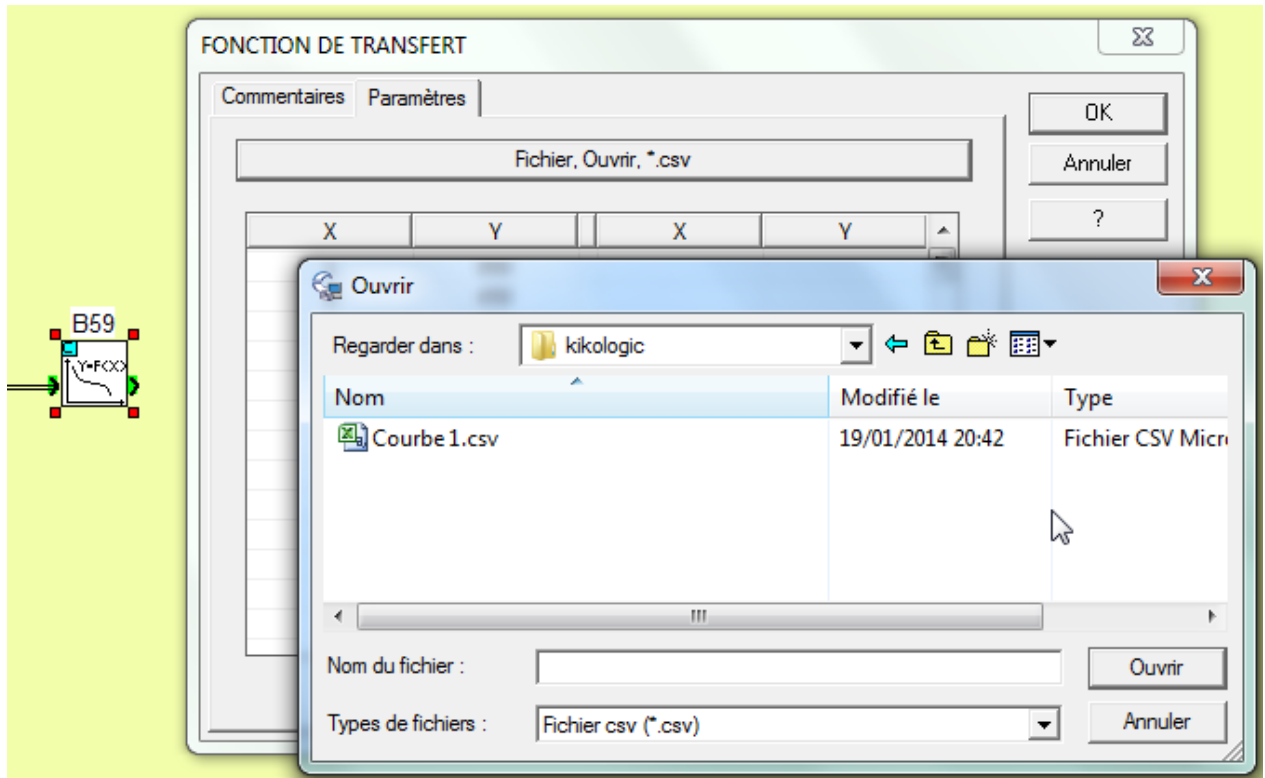 FONCTION DE TRANSFERT
Commentaires Paramètres
OK
Fichier, Ouvrir, *.csv
Annuler
X Y X Y
?
Ouvrir
B59
Y=F(X)
Regarder dans : kikologic
Nom Modifié le Type
Courbe 1.csv 19/01/2014 20:42 Fichier CSV Micr
Nom du fichier : Ouvrir
Types de fichiers : Fichier csv (*.csv) Annuler